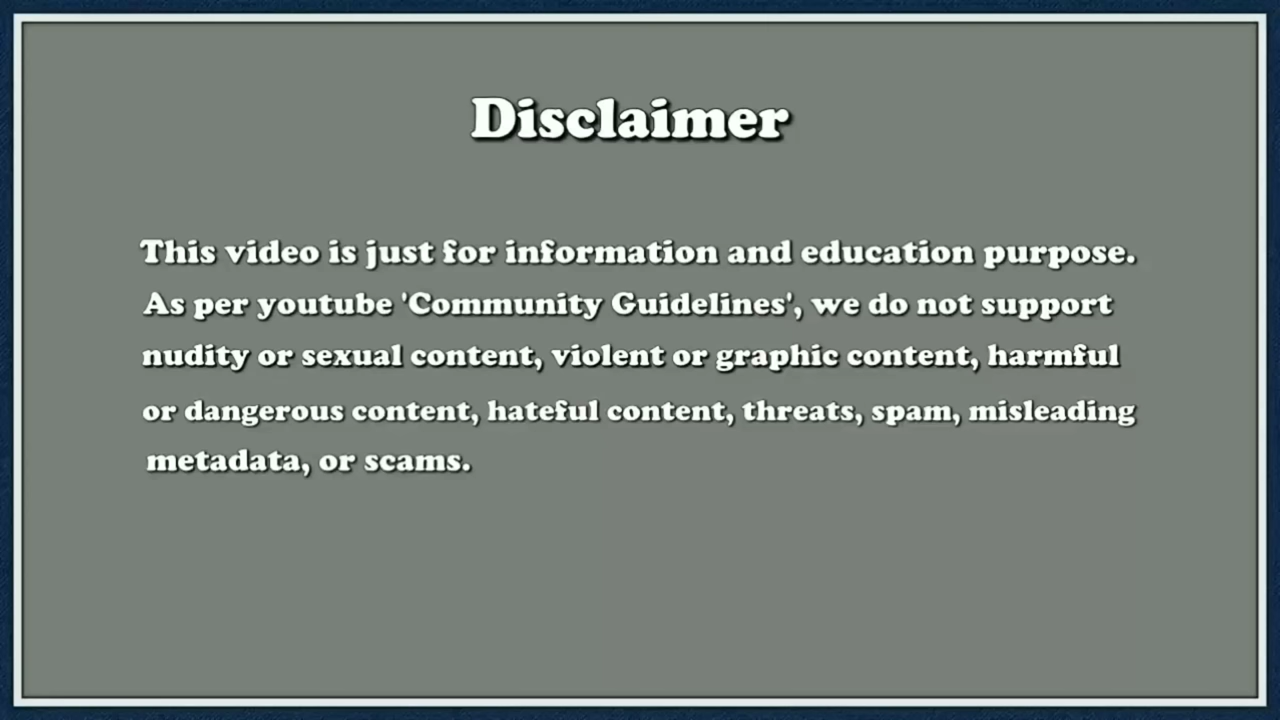 Disclaimer
This video is just for information and education purpose.
As per youtube 'Community Guidelines', we do not support
nudity or sexual content, violent or graphic content, harmful
or dangerous content, hateful content, threats, spam, misleading
metadata, or scams.